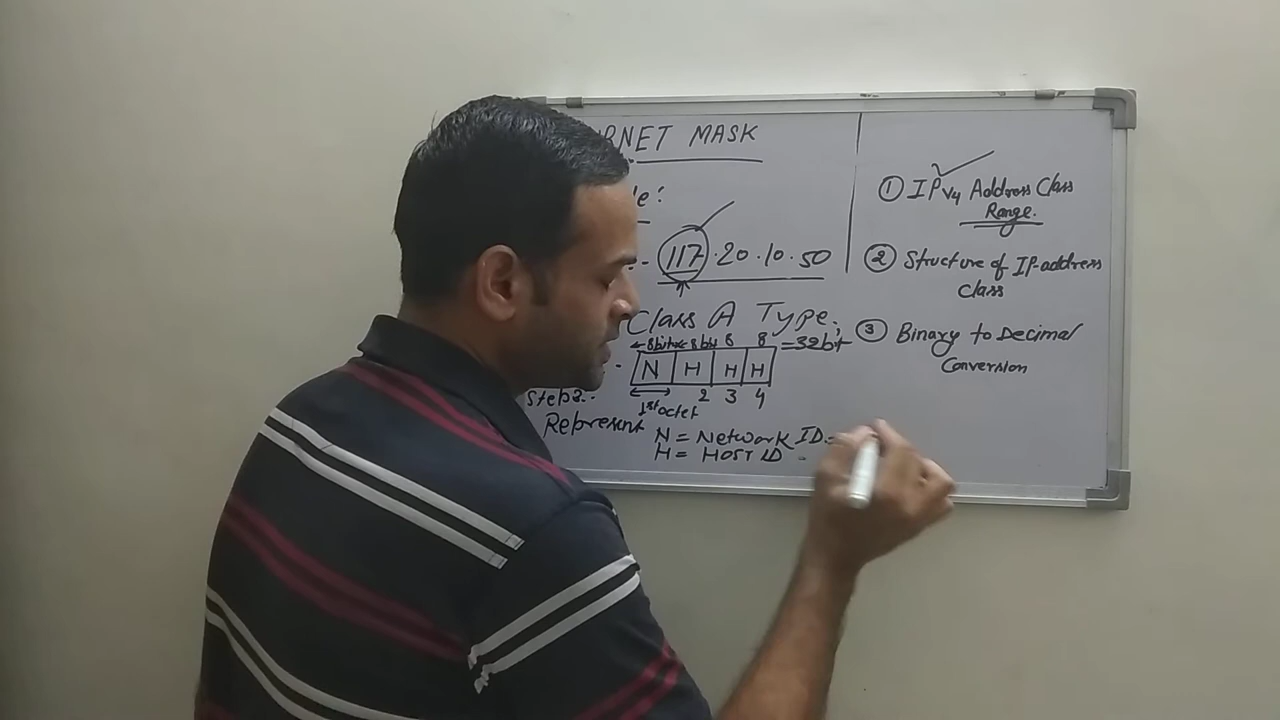 RNET MASK
le:
- 117.20.10.50
Class A Type.
8bit 8bit 8 8 =32bit
- N H H H
1st octet 2 3 4
Step2..
Represent
N = Network ID =
H = HOST ID -
① IPv4 Address Class
Range.
② Structure of IP-address
Class
③ Binary to Decimal
Conversion